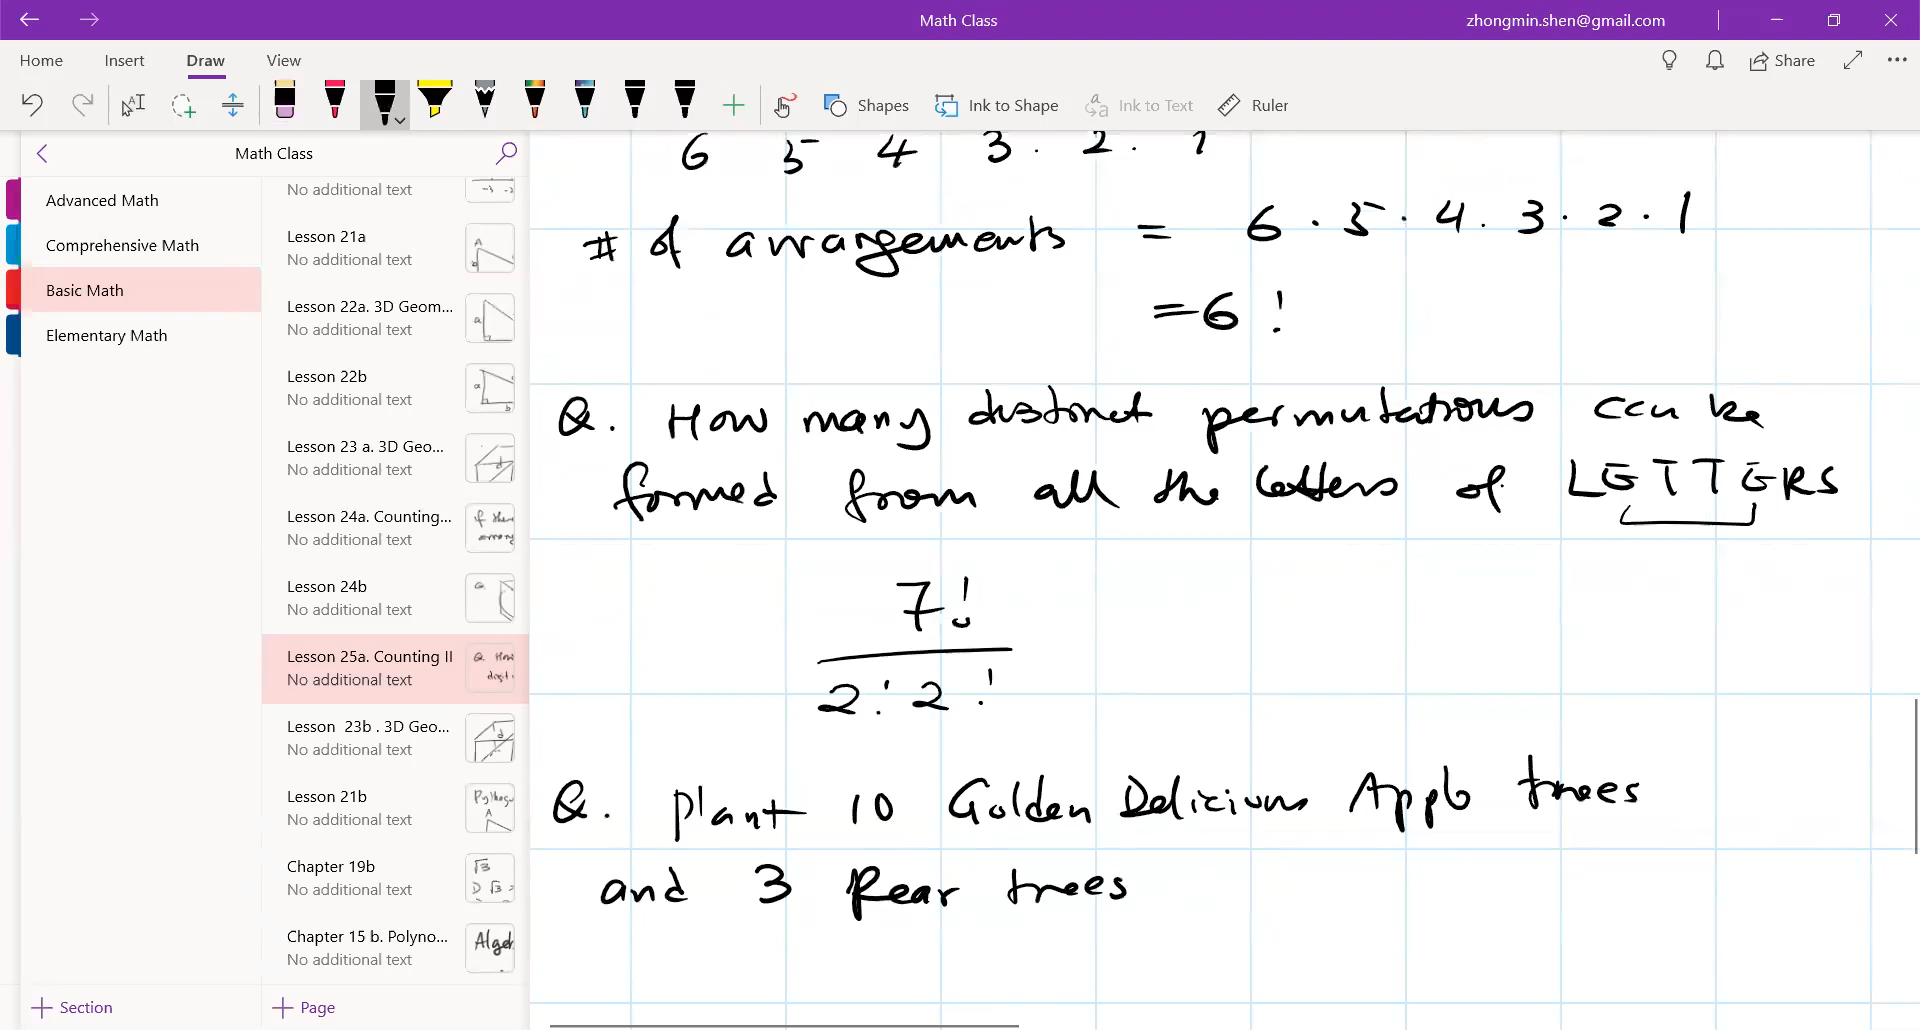 Math Class
zhongmin.shen@gmail.com
Home Insert Draw View
Share
Shapes Ink to Shape Ink to Text Ruler
Math Class
Advanced Math
Comprehensive Math
Basic Math
Elementary Math
Section
No additional text
Lesson 21a
No additional text
Lesson 22a. 3D Geom...
No additional text
Lesson 22b
No additional text
Lesson 23 a. 3D Geo...
No additional text
Lesson 24a. Counting...
No additional text
Lesson 24b
No additional text
Lesson 25a. Counting II
No additional text
Lesson 23b . 3D Geo...
No additional text
Lesson 21b
No additional text
Chapter 19b
No additional text
Chapter 15 b. Polyno...
No additional text
Page
6 5 4 3 . 2 . 1
# of arrangements = 6 . 5 . 4 . 3 . 2 . 1
= 6 !
Q. How many distinct permutations can be
formed from all the letters of LETTERS
7!
2! 2!
Q. Plant 10 Golden Delicious Apple trees
and 3 Pear trees